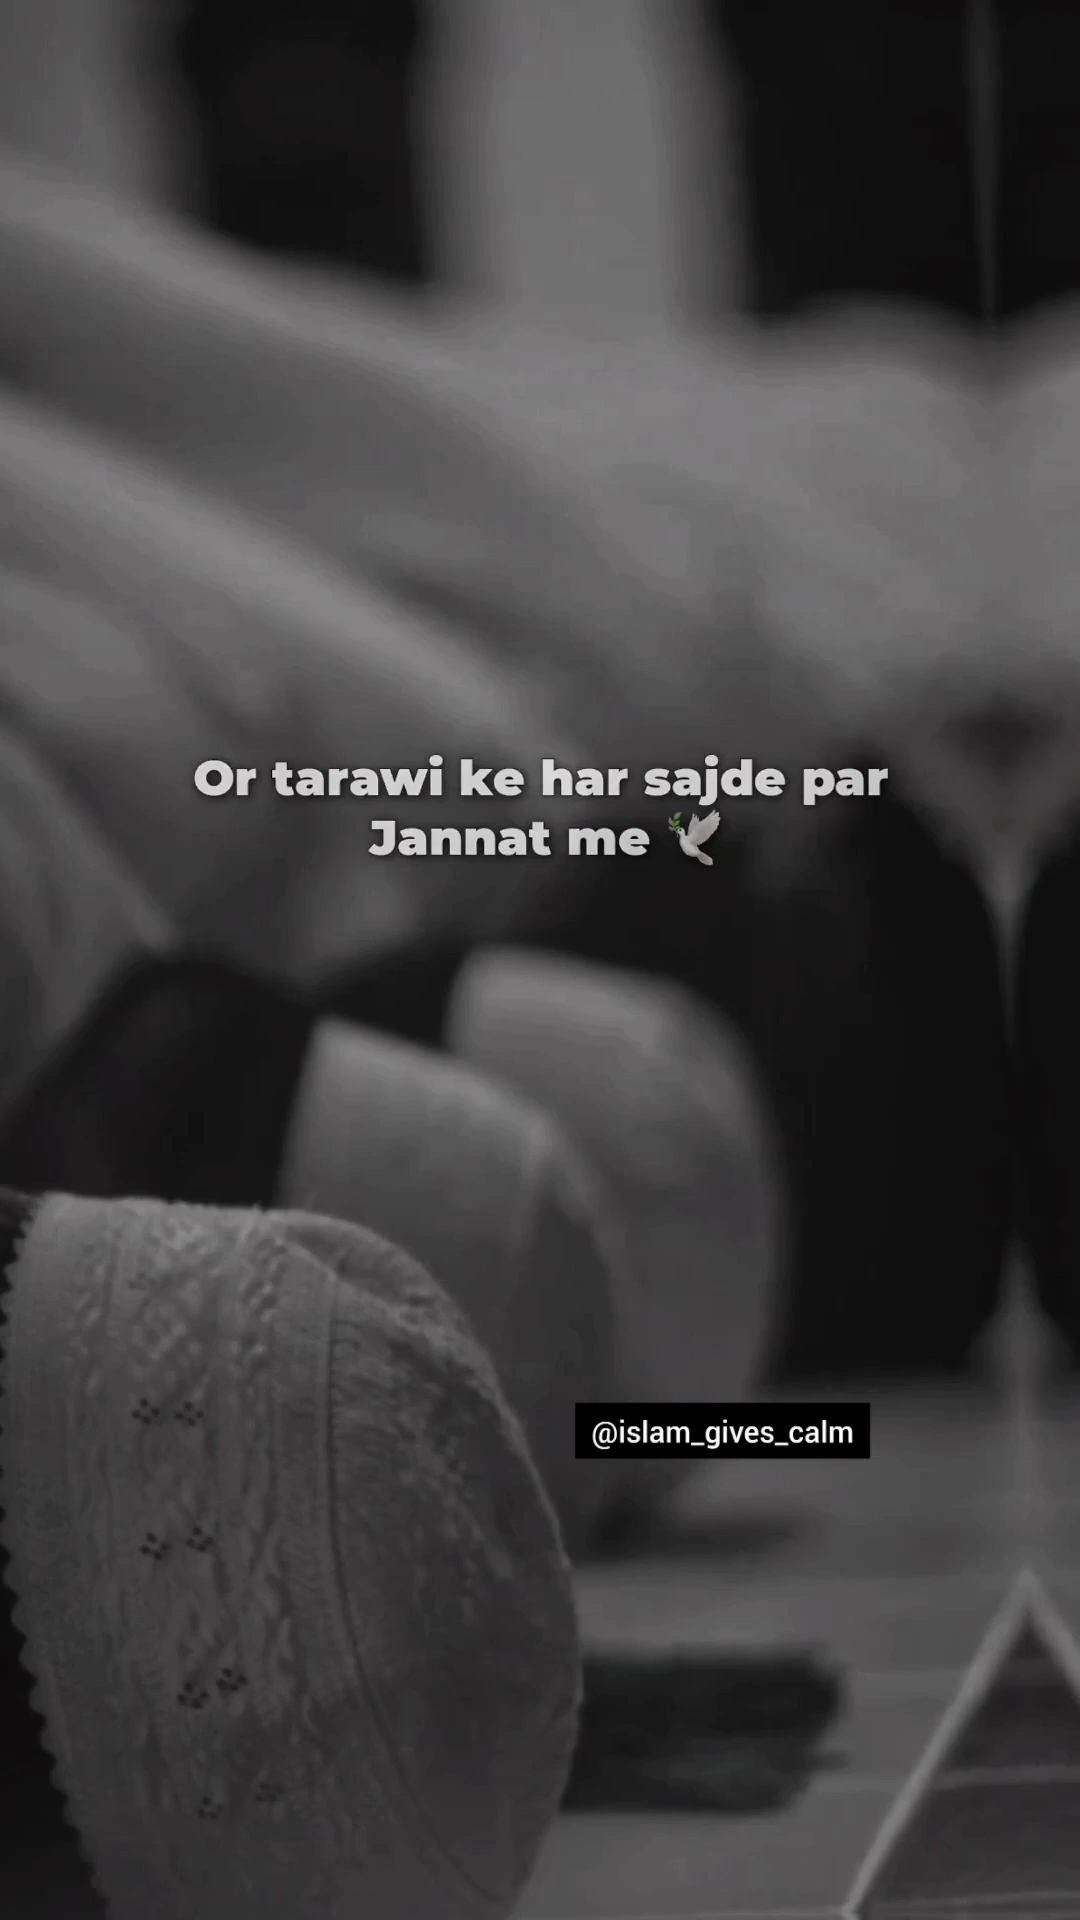 Or tarawi ke har sajde par
Jannat me 🕊️
@islam_gives_calm